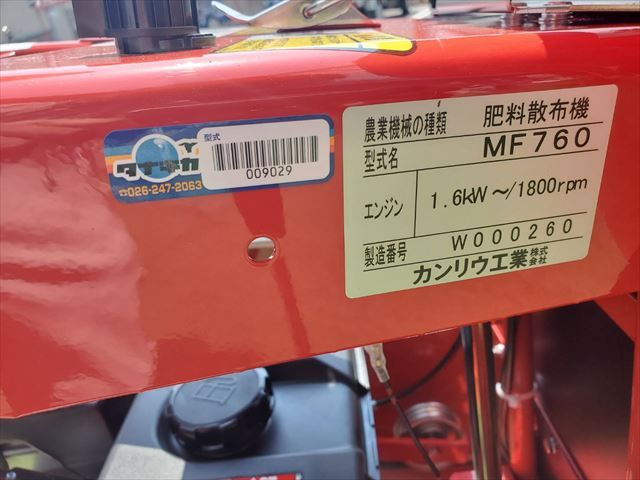 型式
009029
☎026-247-2063
農業機械の種類 肥料散布機
型式名 MF760
エンジン 1.6kW～/1800rpm
製造番号 W000260
カンリウ工業株式会社